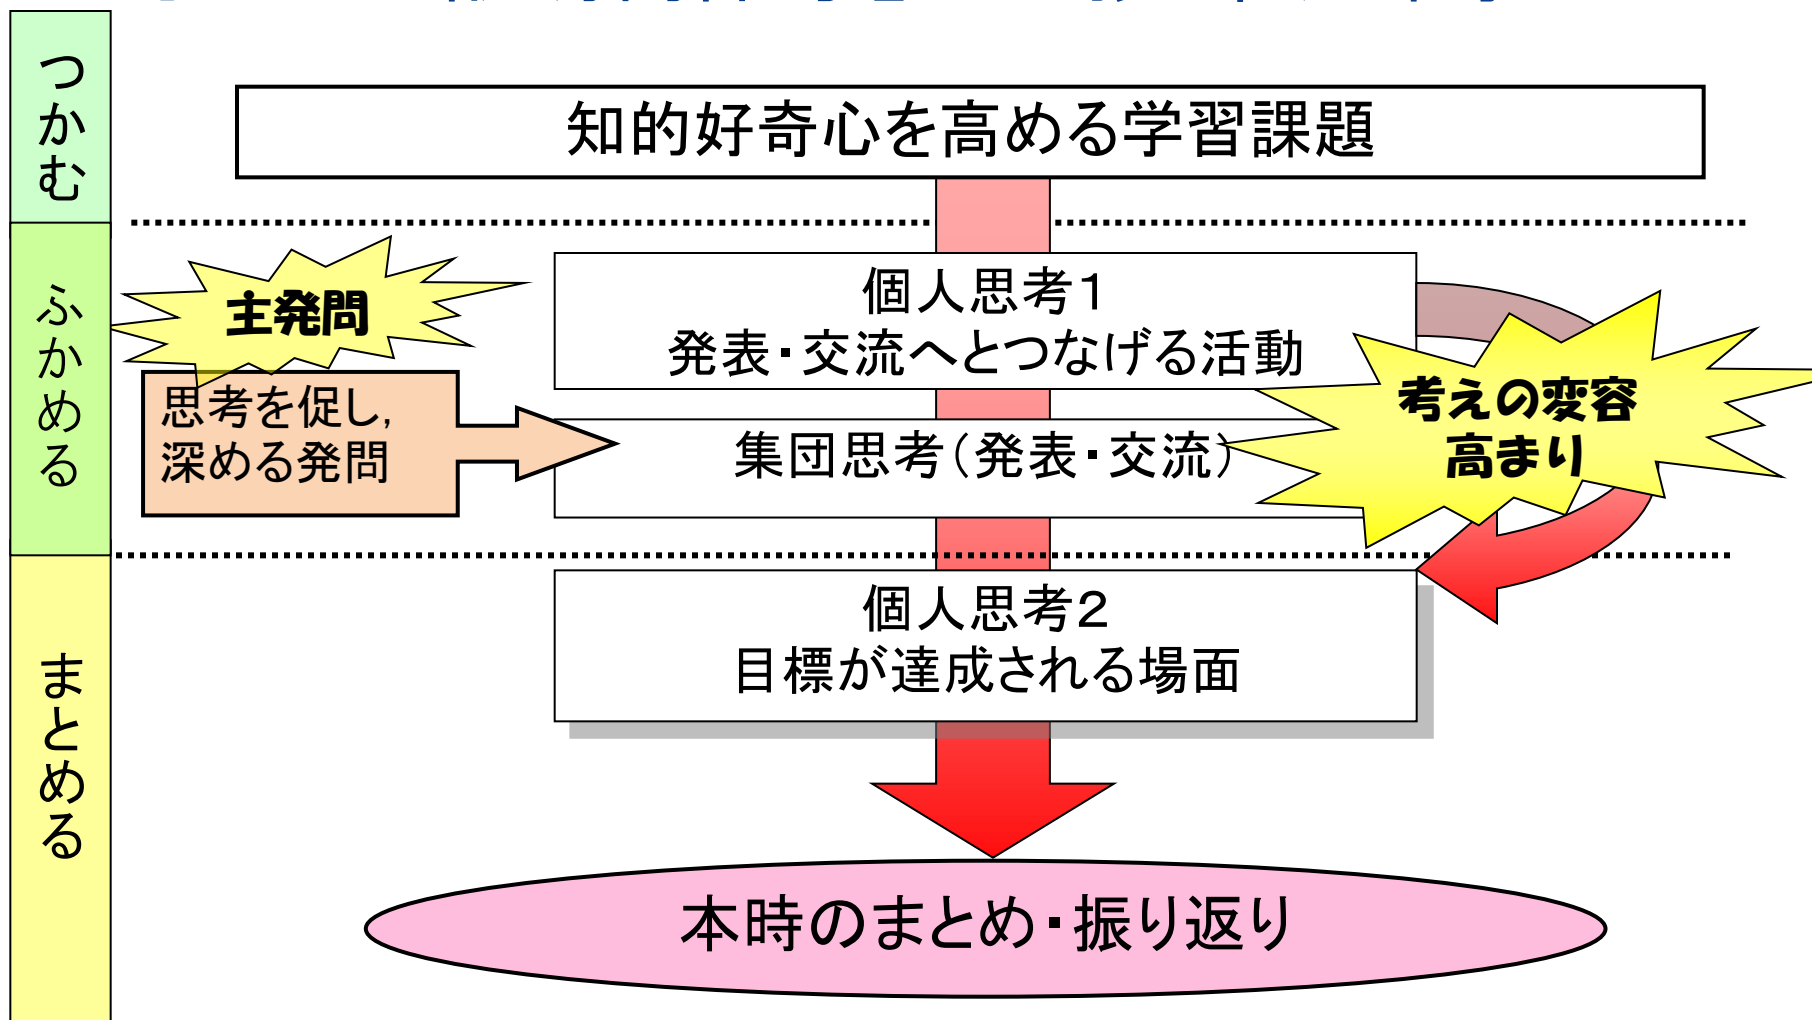 つかむ
知的好奇心を高める学習課題
ふかめる
主発問
思考を促し,
深める発問
個人思考1
発表・交流へとつなげる活動
集団思考(発表・交流)
考えの変容
高まり
まとめる
個人思考2
目標が達成される場面
本時のまとめ・振り返り